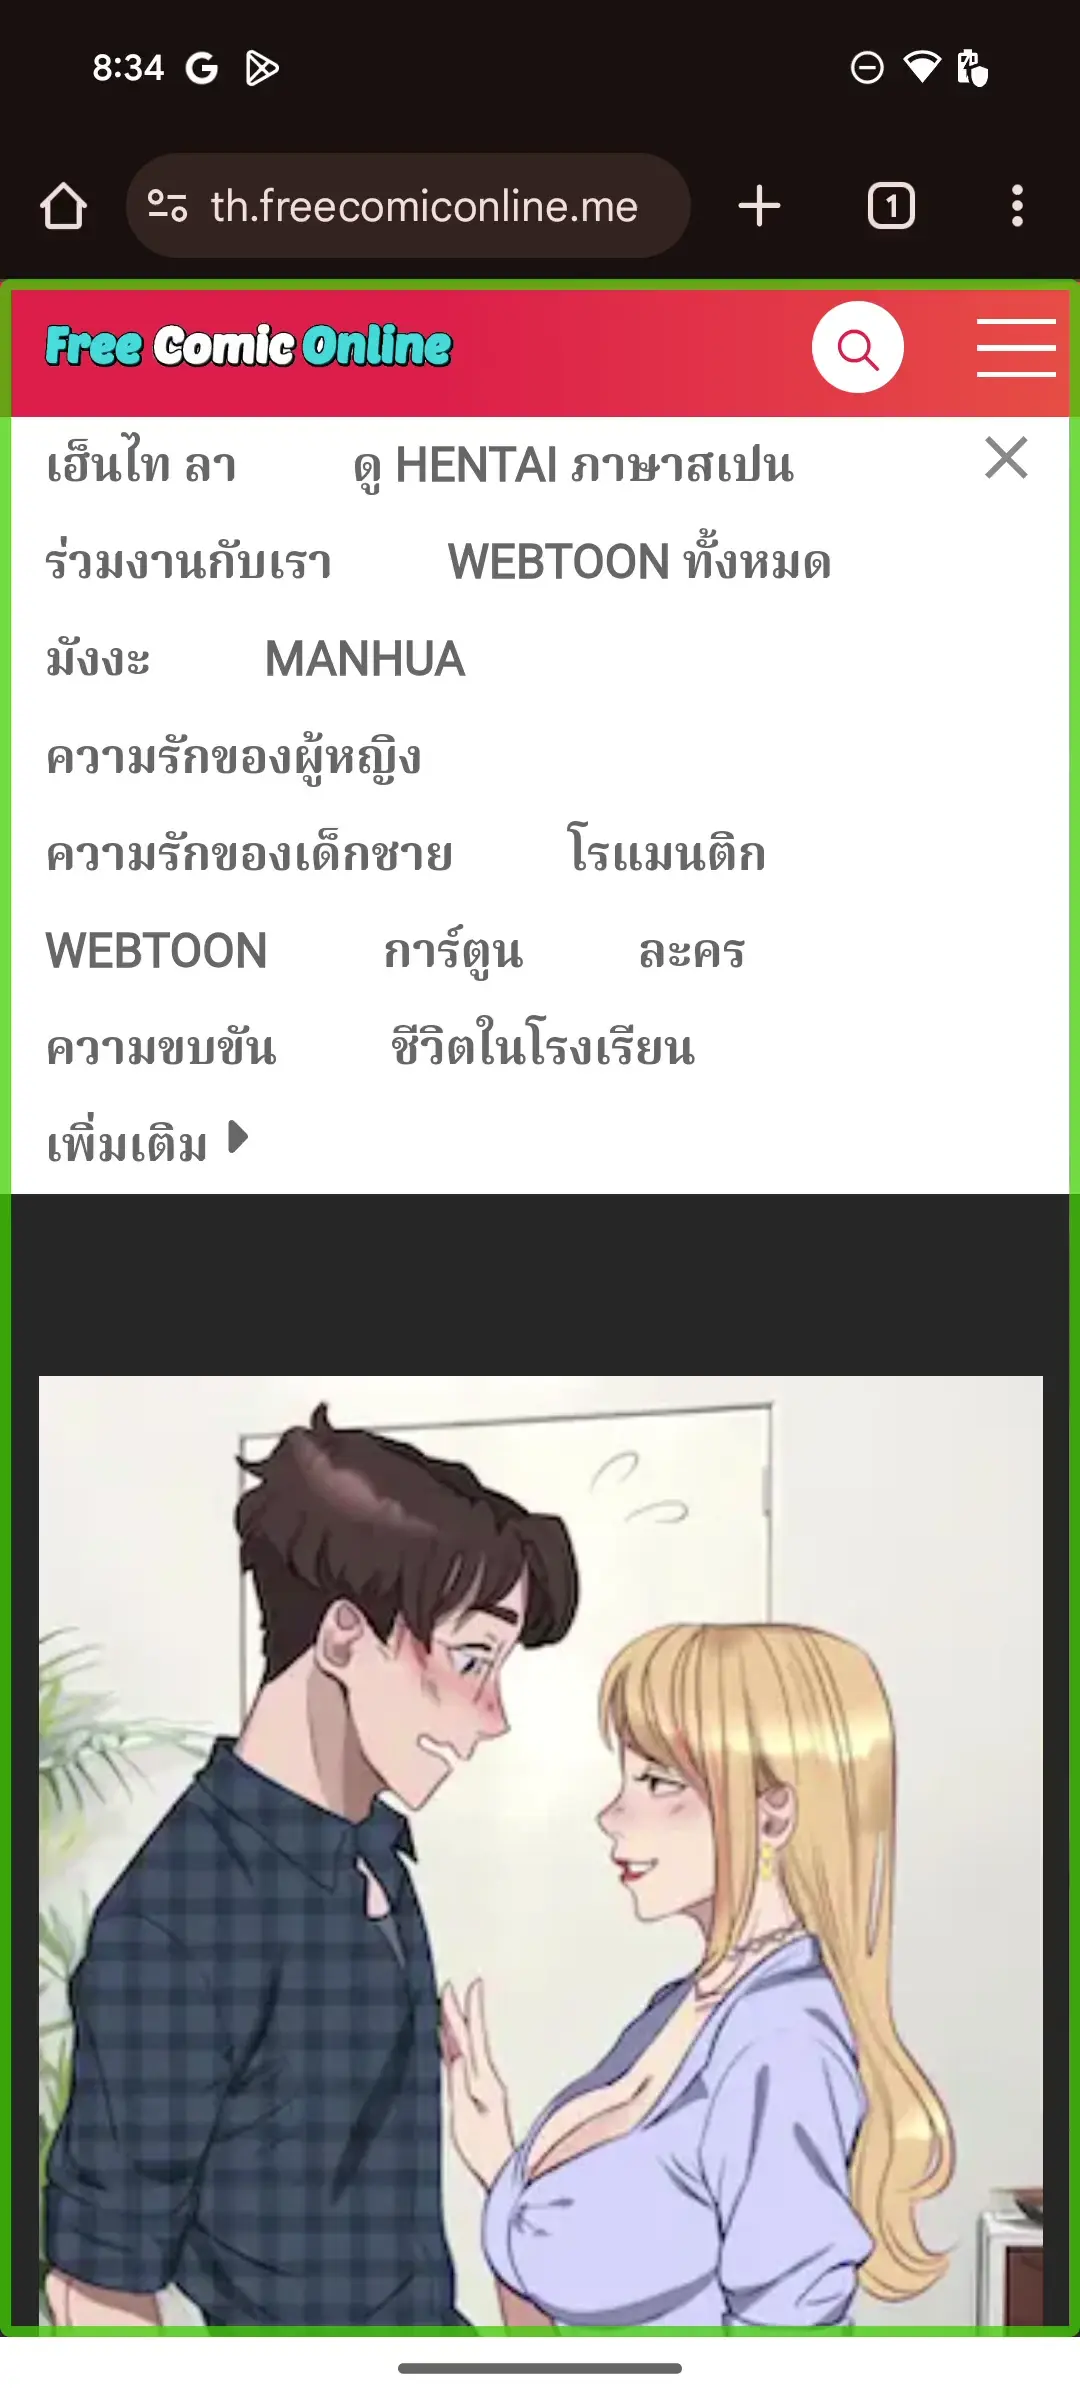 8:34
th.freecomiconline.me
1
Free Comic Online
เฮ็นไท ลา ดู HENTAI ภาษาสเปน
ร่วมงานกับเรา WEBTOON ทั้งหมด
มังงะ MANHUA
ความรักของผู้หญิง
ความรักของเด็กชาย โรแมนติก
WEBTOON การ์ตูน ละคร
ความขบขัน ชีวิตในโรงเรียน
เพิ่มเติม